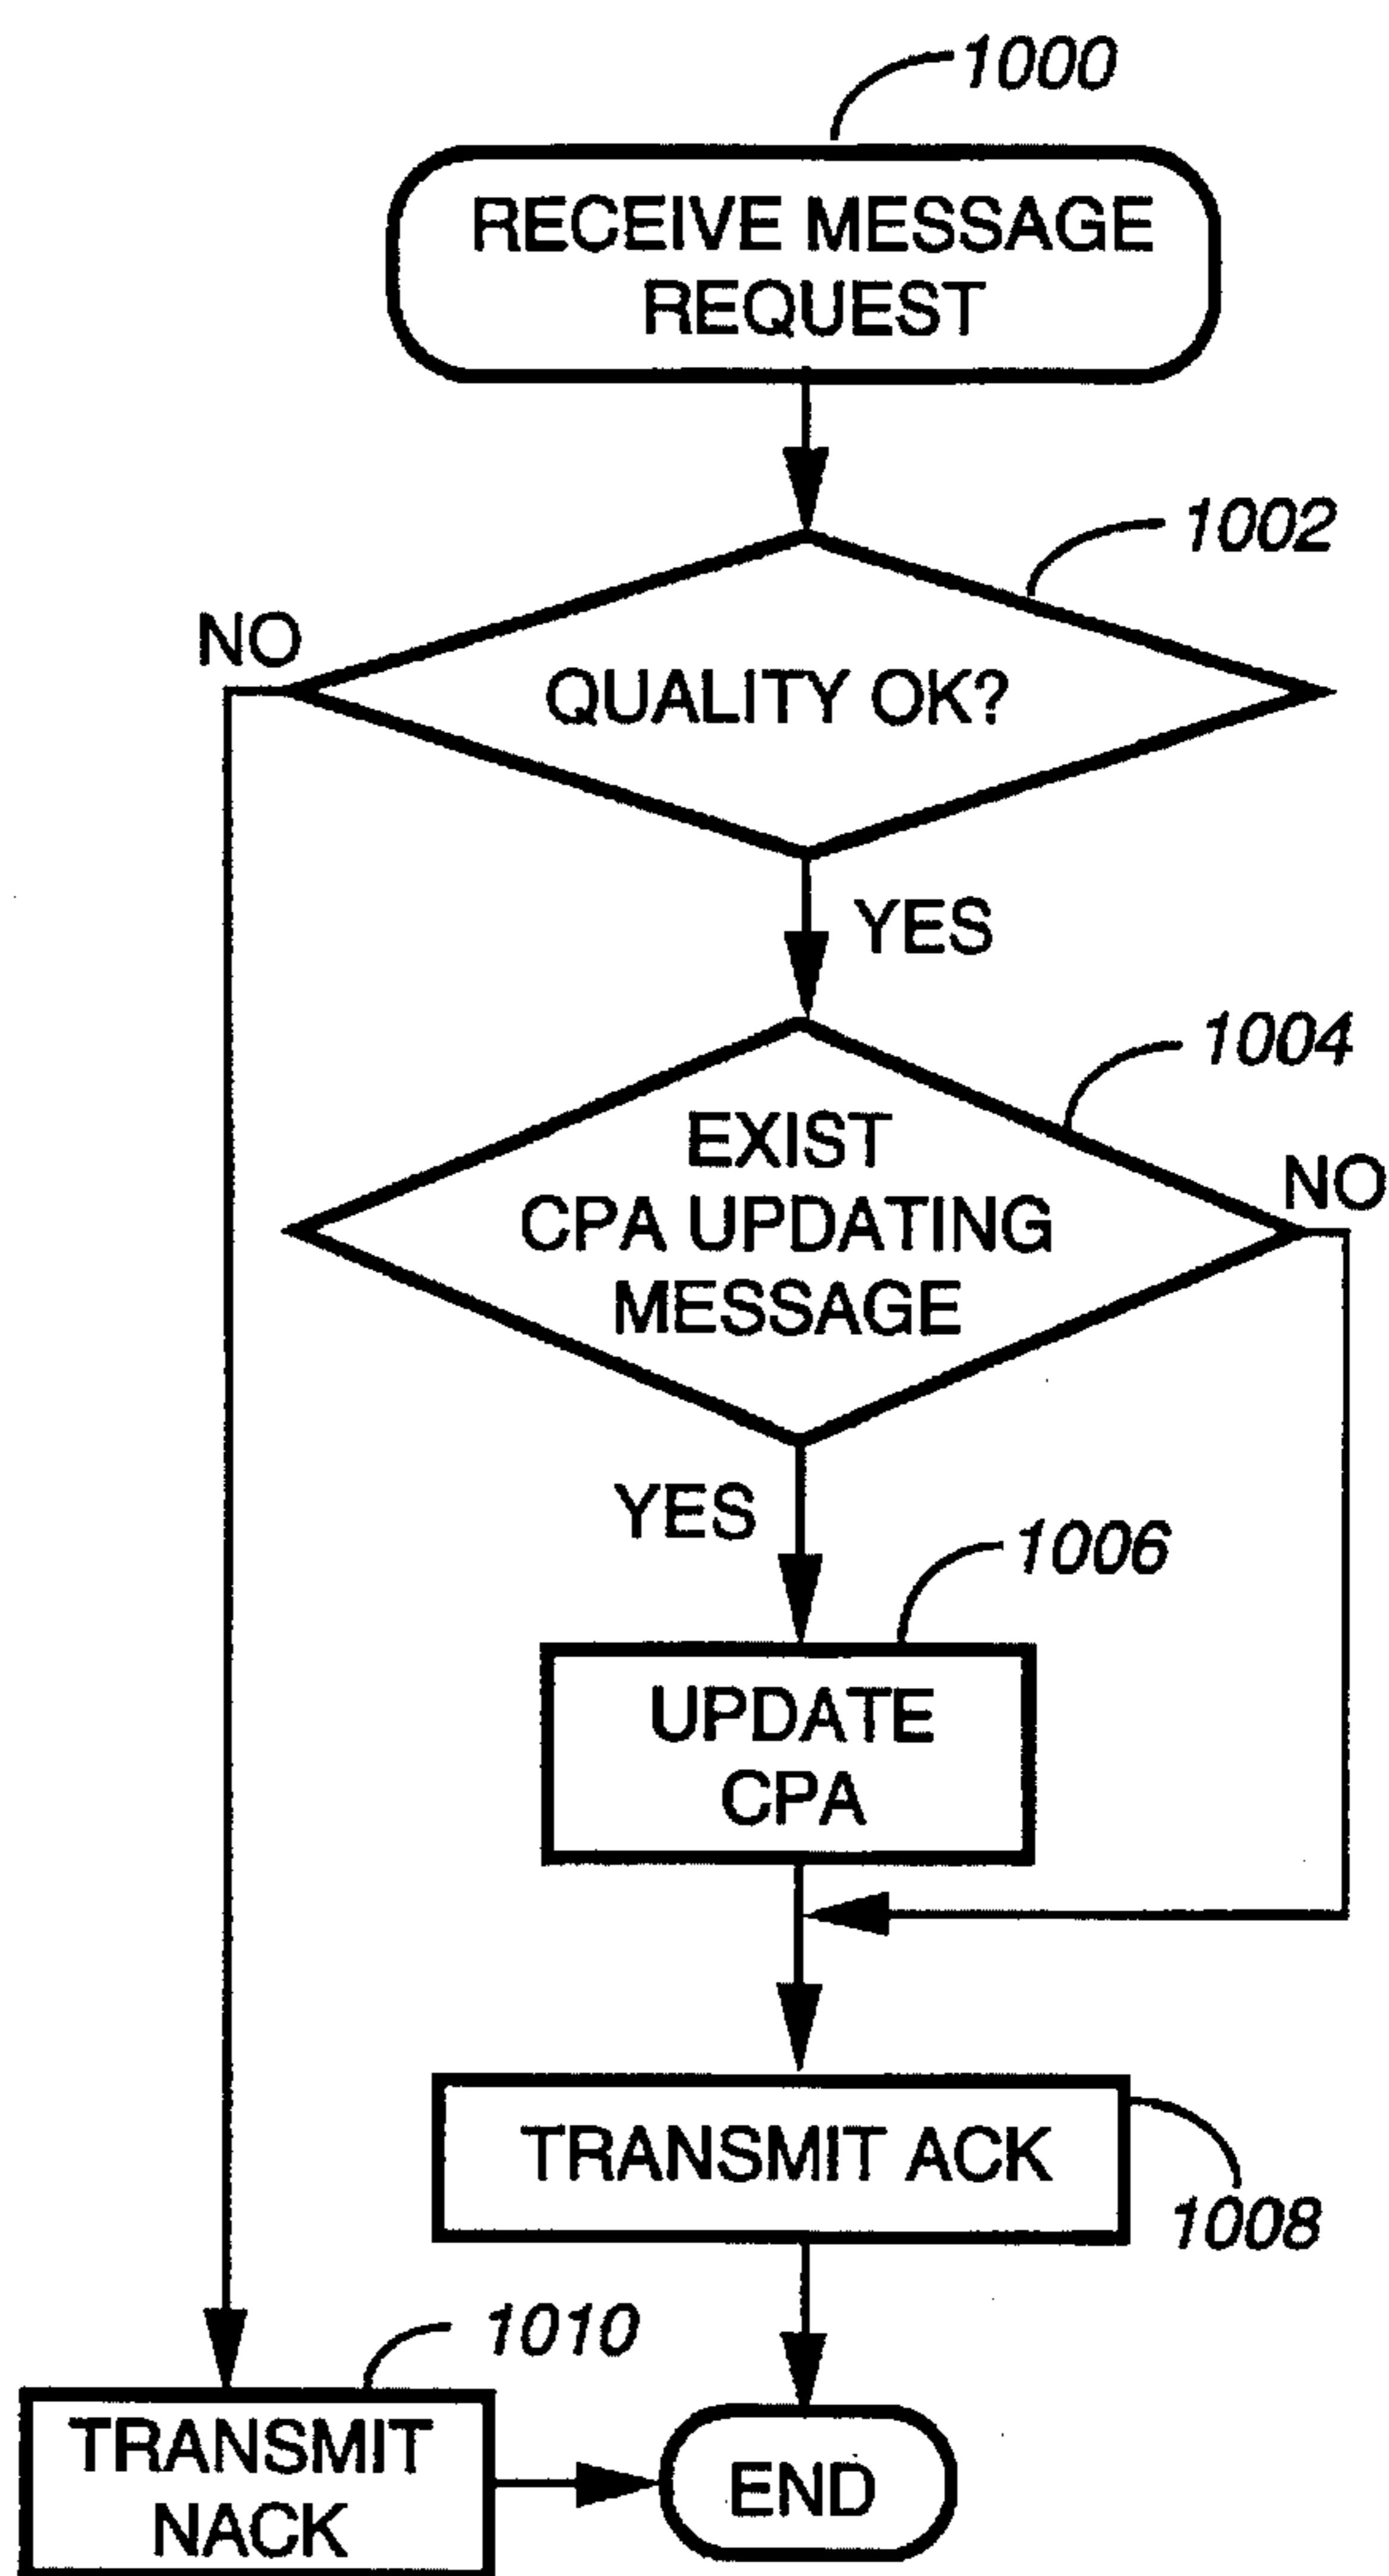 1000
RECEIVE MESSAGE
REQUEST
1002
NO
QUALITY OK?
YES
1004
EXIST
CPA UPDATING
MESSAGE
NO
YES
1006
UPDATE
CPA
TRANSMIT ACK
1008
1010
TRANSMIT
NACK
END